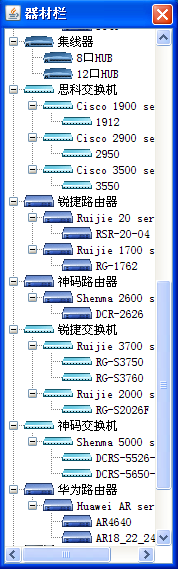 器材栏
集线器
8口HUB
12口HUB
思科交换机
Cisco 1900 se
1912
Cisco 2900 se
2950
Cisco 3500 se
3550
锐捷路由器
Ruijie 20 ser
RSR-20-04
Ruijie 1700 s
RG-1762
神码路由器
Shenma 2600 s
DCR-2626
锐捷交换机
Ruijie 3700 s
RG-S3750
RG-S3760
Ruijie 2000 s
RG-S2026F
神码交换机
Shenma 5000 s
DCRS-5526-
DCRS-5650-
华为路由器
Huawei AR ser
AR4640
AR18_22_24